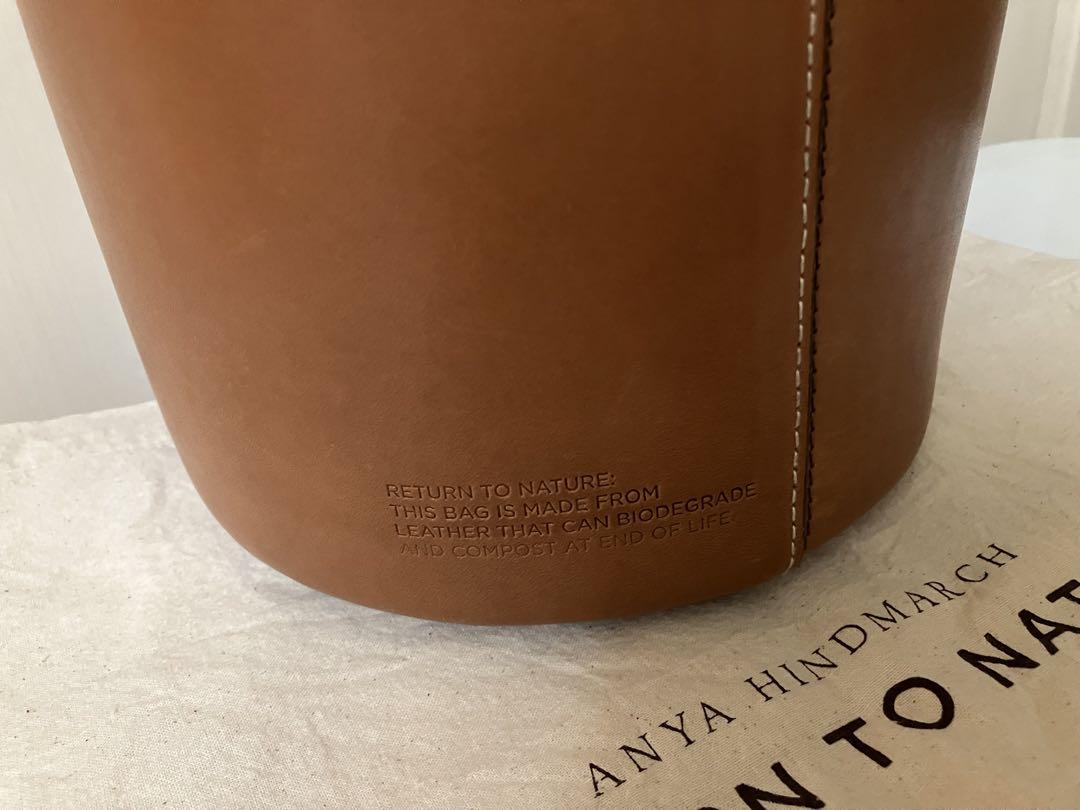 RETURN TO NATURE:
THIS BAG IS MADE FROM
LEATHER THAT CAN BIODEGRADE
AND COMPOST AT END OF LIFE.
ANYA HINDMARCH
N TO NAT